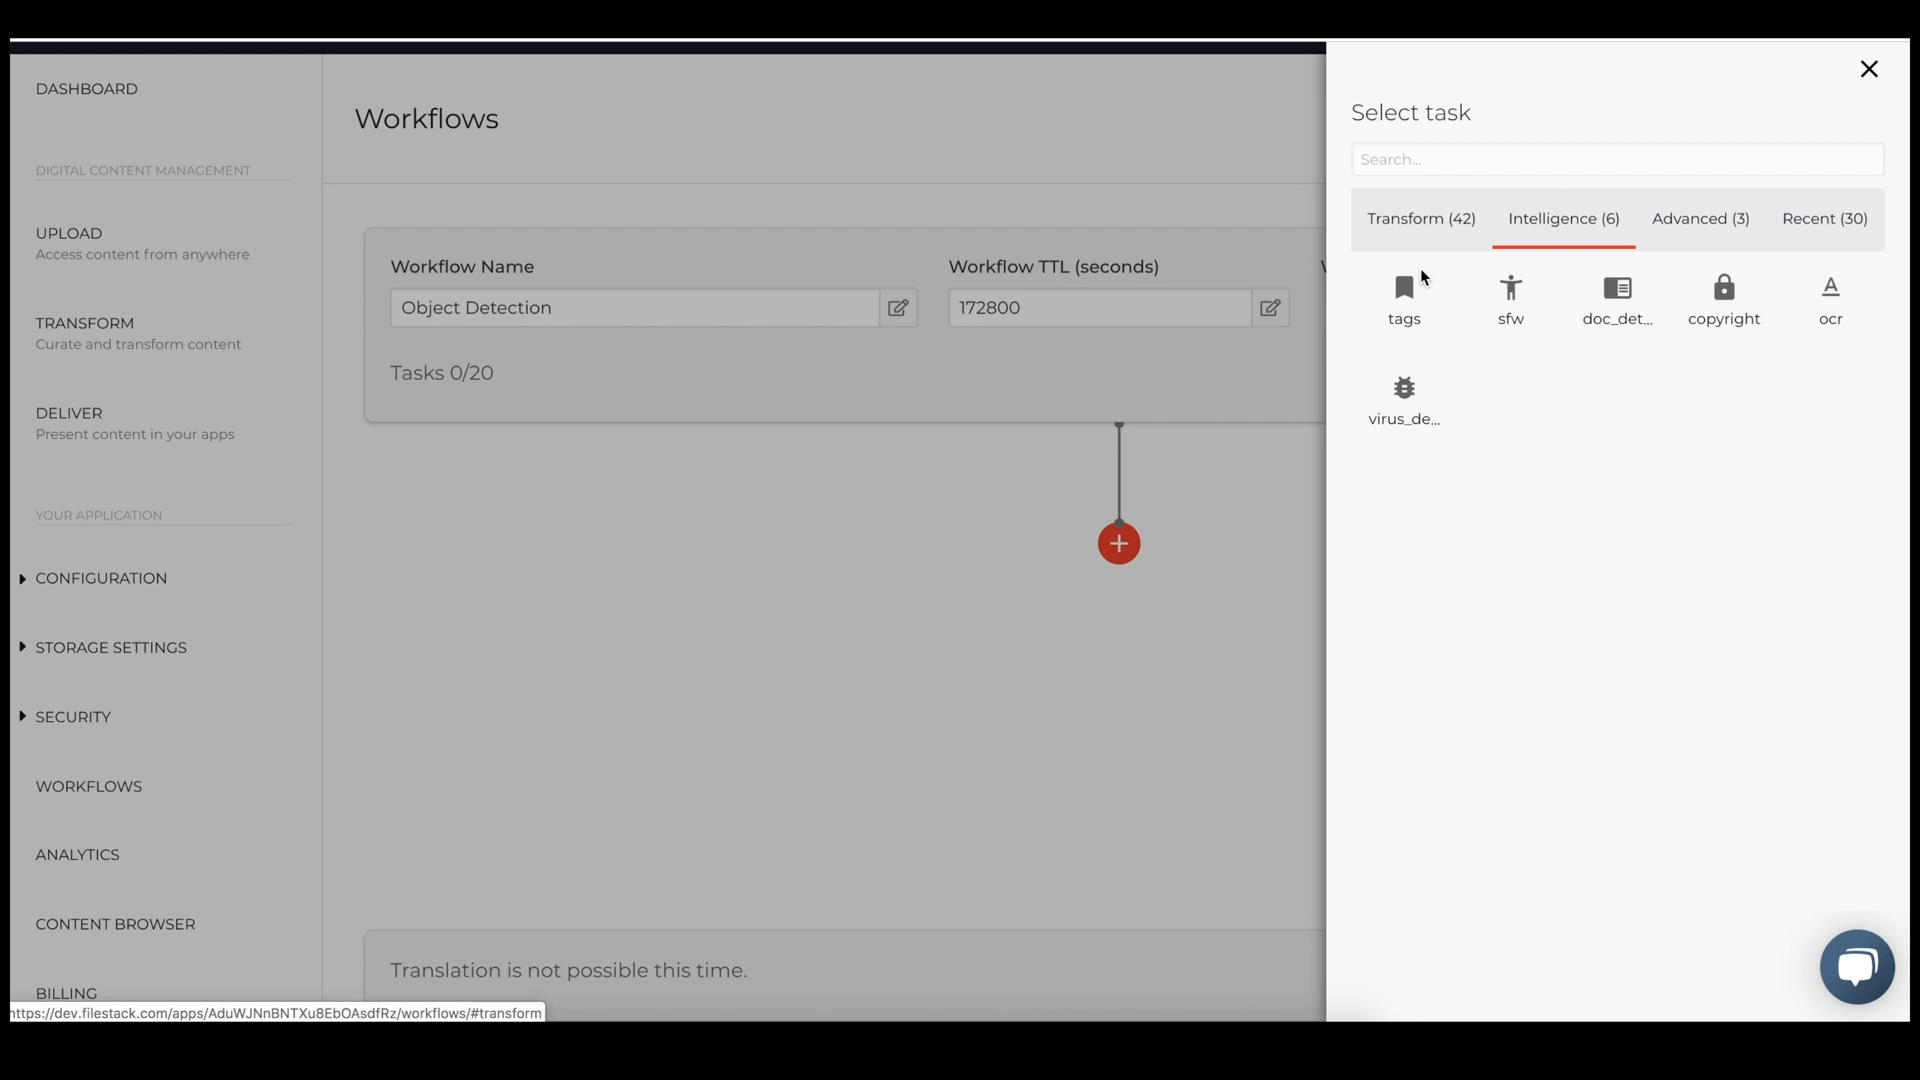 DASHBOARD
DIGITAL CONTENT MANAGEMENT
UPLOAD
Access content from anywhere
TRANSFORM
Curate and transform content
DELIVER
Present content in your apps
YOUR APPLICATION
CONFIGURATION
STORAGE SETTINGS
SECURITY
WORKFLOWS
ANALYTICS
CONTENT BROWSER
BILLING
https://dev.filestack.com/apps/AduWJNnBNTXu8EbOAsdfRz/workflows/#transform
Workflows
Workflow Name
Workflow TTL (seconds)
Object Detection
172800
Tasks 0/20
Translation is not possible this time.
Select task
Search...
Transform (42) Intelligence (6) Advanced (3) Recent (30)
tags sfw doc_det... copyright ocr
virus_de...